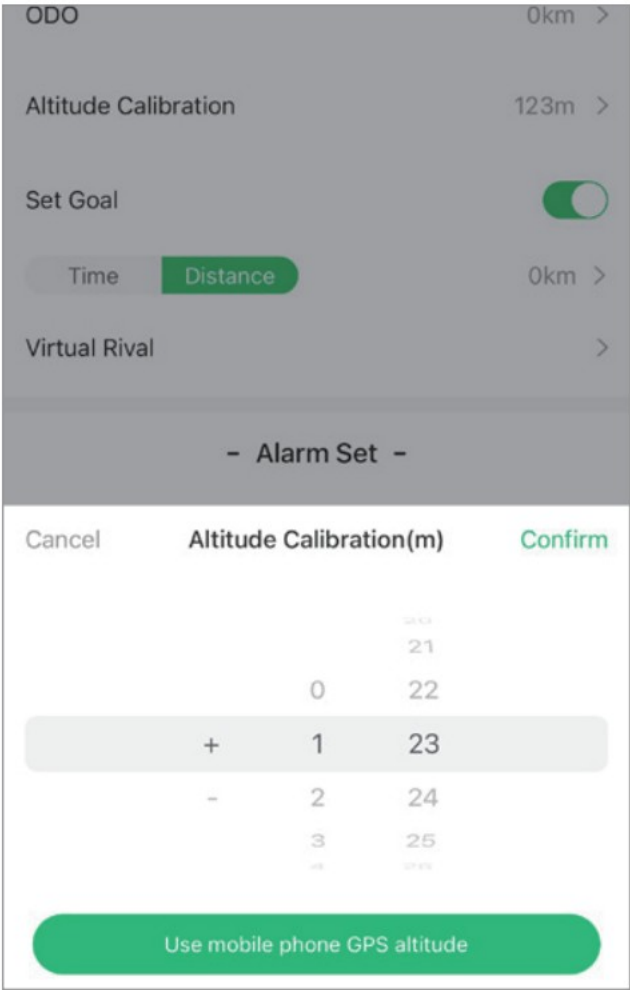 ODO 0km >
Altitude Calibration 123m >
Set Goal
Time Distance 0km >
Virtual Rival >
- Alarm Set -
Cancel Altitude Calibration(m) Confirm
21
0 22
+ 1 23
- 2 24
3 25
Use mobile phone GPS altitude